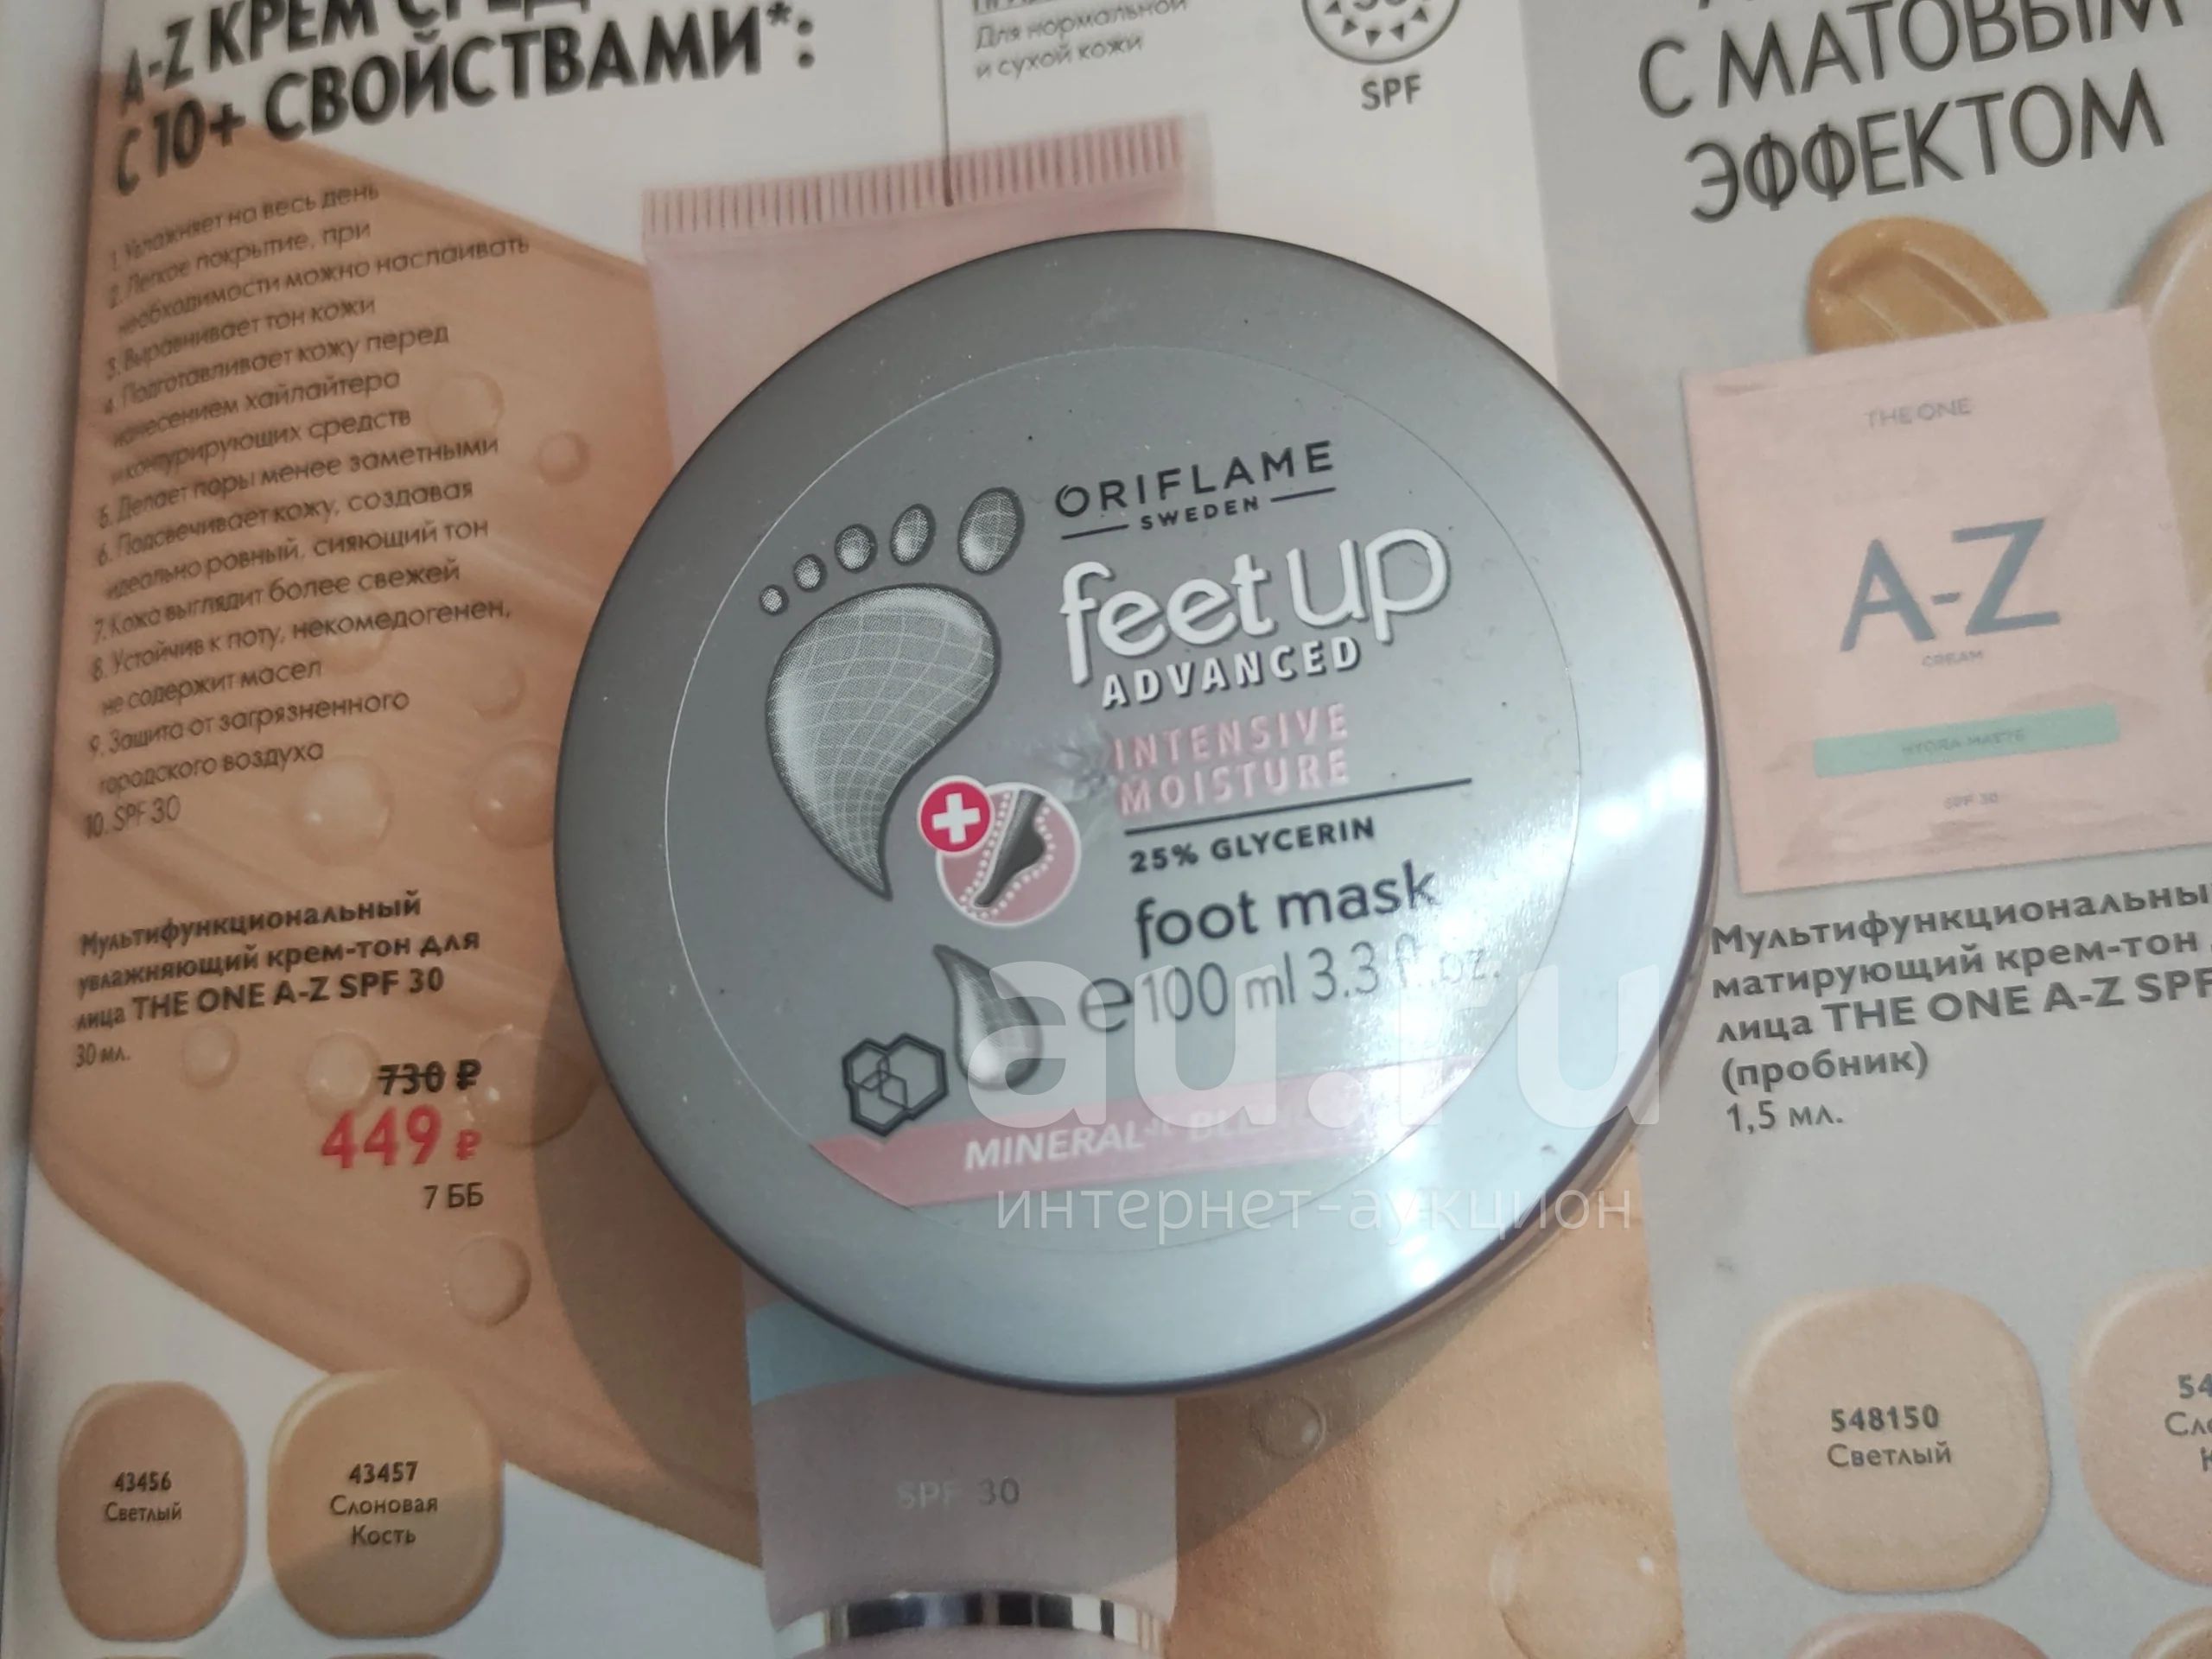 A-Z КРЕМ
С 10+ СВОЙСТВАМИ*:
1. Увлажняет на весь день
2. Легкое покрытие, при
необходимости можно наслаивать
3. Выравнивает тон кожи
4. Подготавливает кожу перед
нанесением хайлайтера
и контурирующих средств
5. Делает поры менее заметными
6. Подсвечивает кожу, создавая
идеально ровный, сияющий тон
7. Кожа выглядит более свежей
8. Устойчив к поту, некомедогенен,
не содержит масел
9. Защита от загрязненного
городского воздуха
10. SPF 30
Мультифункциональный
увлажняющий крем-тон для
лица THE ONE A-Z SPF 30
30 мл.
730 ₽
449 ₽
7 ББ
43456
Светлый
43457
Слоновая
Кость
Для нормальной
и сухой кожи
SPF
ORIFLAME
SWEDEN
feet up
ADVANCED
INTENSIVE
MOISTURE
25% GLYCERIN
foot mask
e 100 ml 3.3 fl.oz.
MINERAL
au.ru
интернет-аукцион
SPF 30
С МАТОВЫМ
ЭФФЕКТОМ
THE ONE
A-Z
CREAM
HYDRA MATTE
SPF 30
Мультифункциональны
матирующий крем-тон
лица THE ONE A-Z SPF
(пробник)
1,5 мл.
548150
Светлый
54